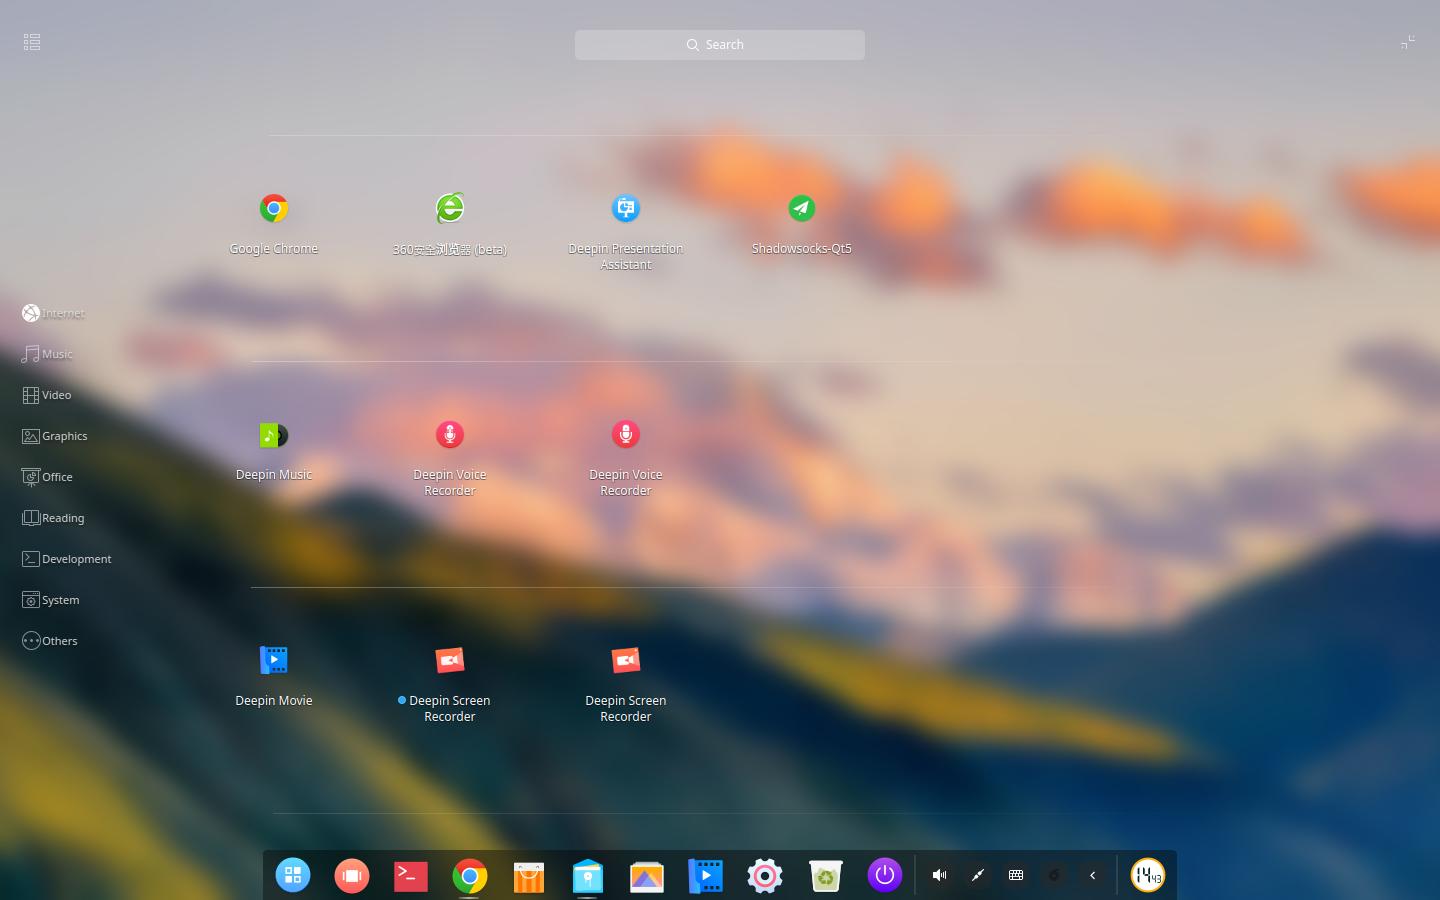 Search
Google Chrome
360安全浏览器 (beta)
Deepin Presentation
Assistant
Shadowsocks-Qt5
Internet
Music
Video
Graphics
Office
Reading
Development
System
Others
Deepin Music
Deepin Voice
Recorder
Deepin Voice
Recorder
Deepin Movie
Deepin Screen
Recorder
Deepin Screen
Recorder
14 43